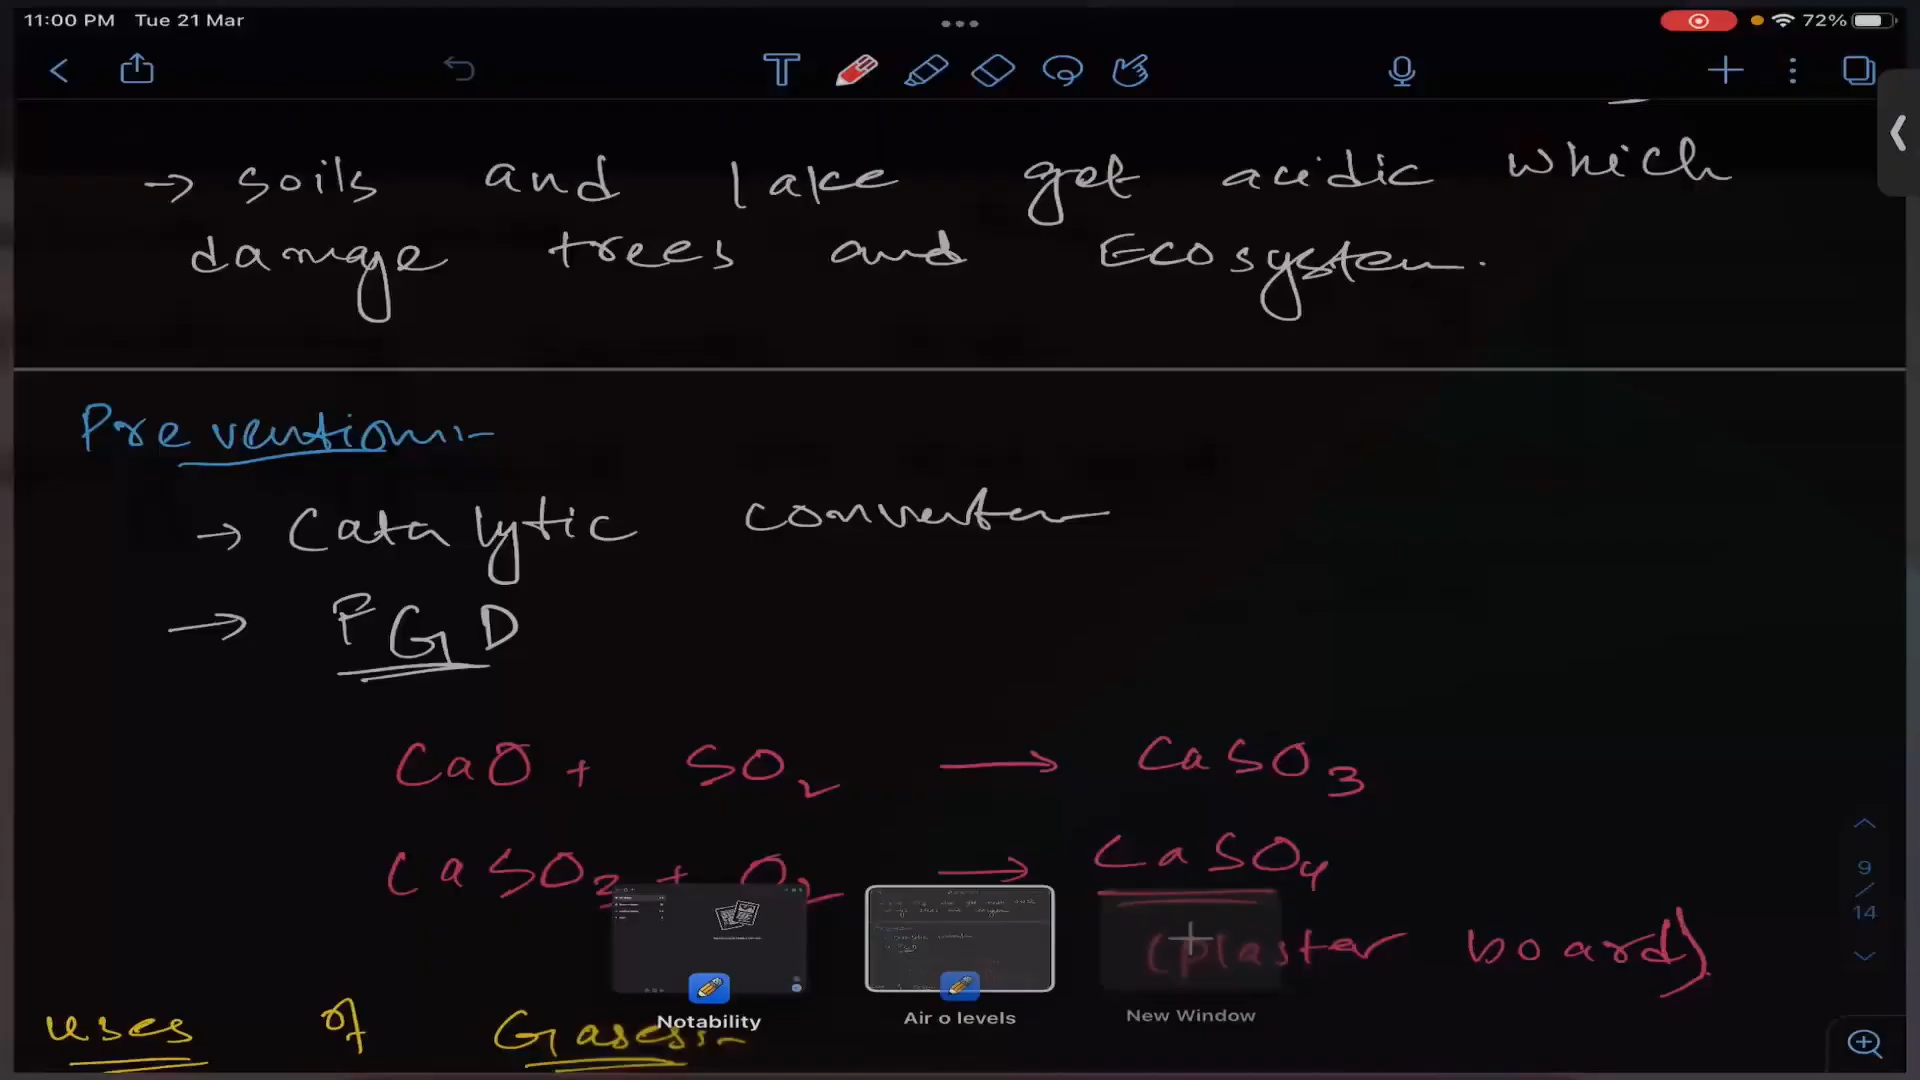 11:00 PM Tue 21 Mar
72%
→ soils and lake get acidic which
damage trees and Ecosystem.
Prevention:-
→ Catalytic converter
→ FGD
CaO + SO₂ → CaSO₃
CaSO₃ + O₂ → CaSO₄
(plaster board)
9
/
14
uses of Gases:-
Notability
Air o levels
New Window